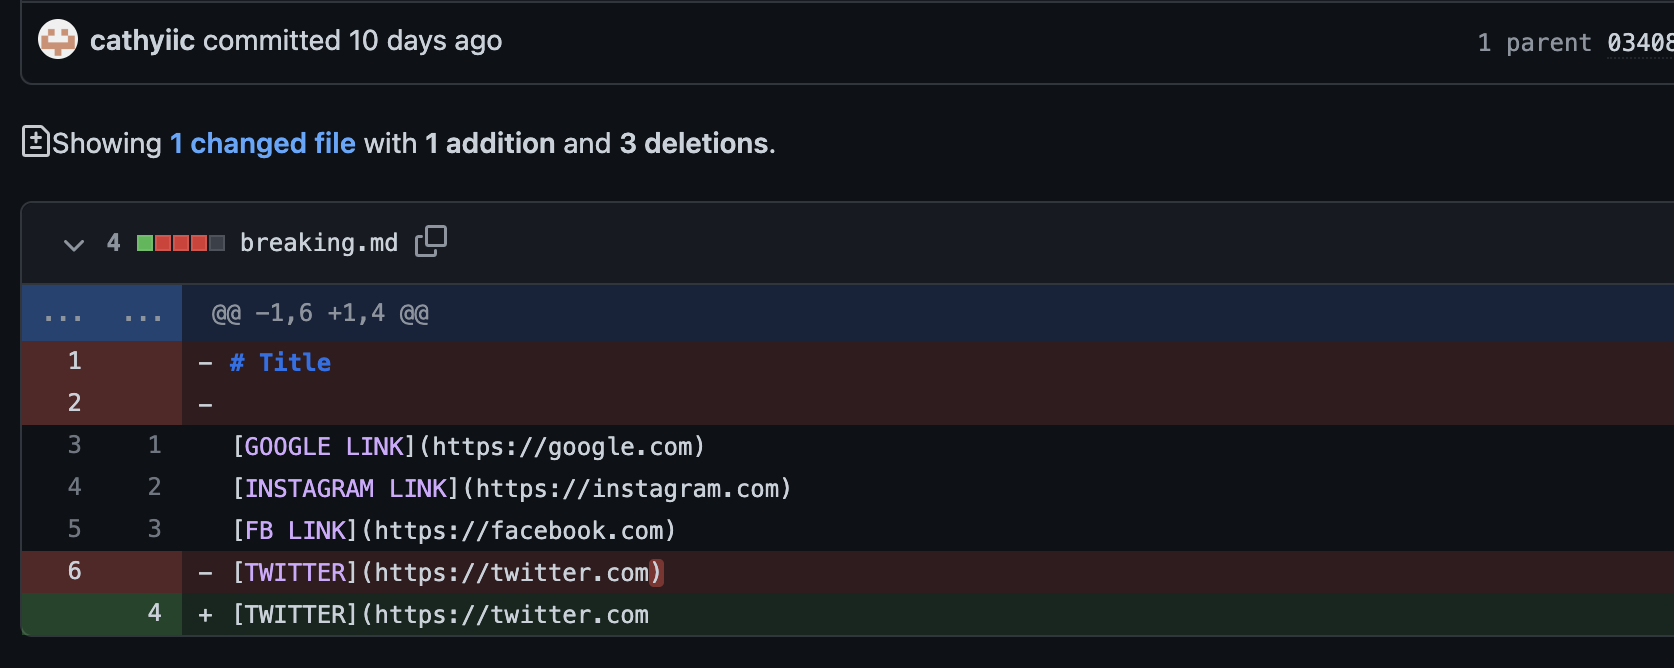 cathyiic committed 10 days ago
1 parent 03408
Showing 1 changed file with 1 addition and 3 deletions.
4 breaking.md
... ... @@ -1,6 +1,4 @@
1 - # Title
2 -
3 1 [GOOGLE LINK](https://google.com)
4 2 [INSTAGRAM LINK](https://instagram.com)
5 3 [FB LINK](https://facebook.com)
6 - [TWITTER](https://twitter.com)
4 + [TWITTER](https://twitter.com